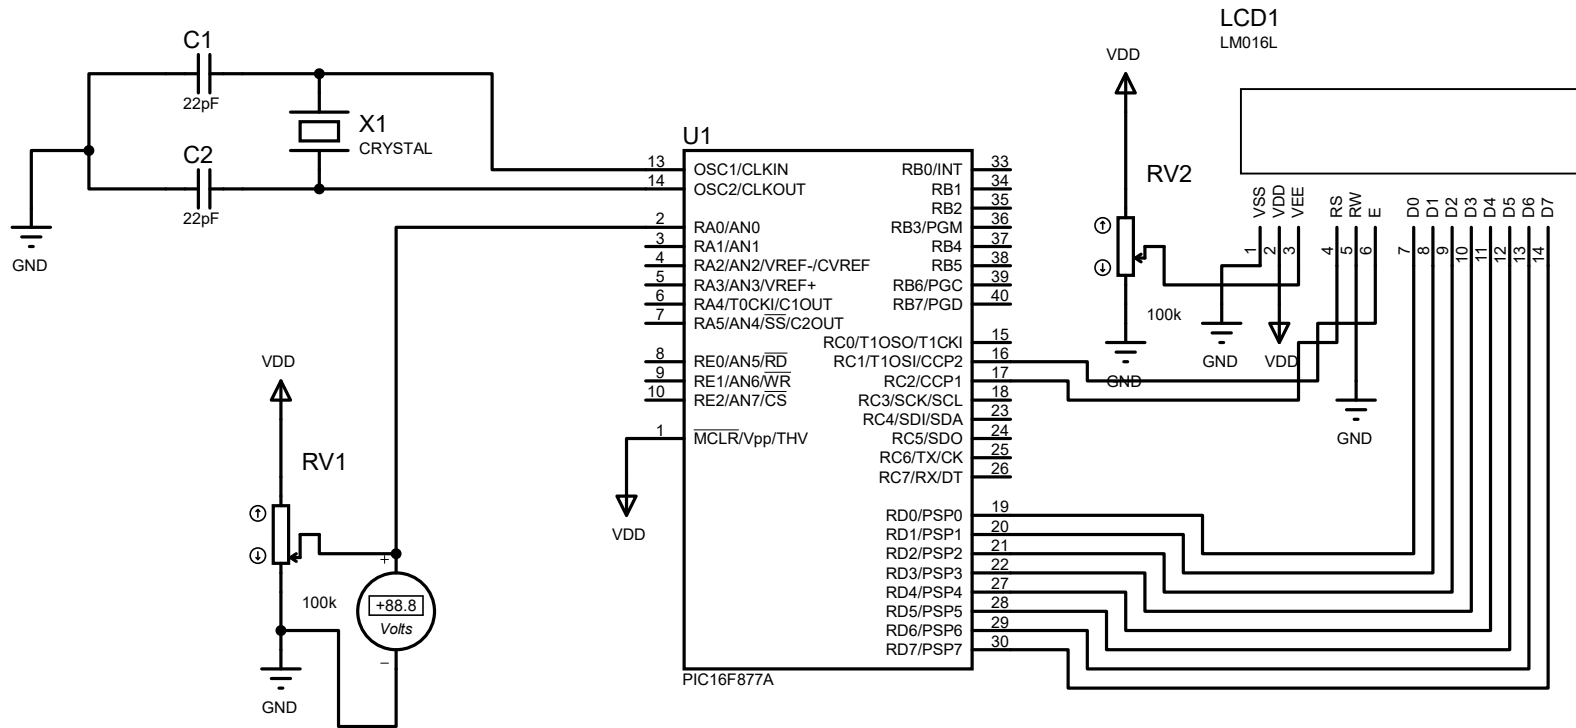 C1
22pF
C2
22pF
GND
X1
CRYSTAL
VDD
RV1
100k
GND
+
+88.8
Volts
−
VDD
U1
13 OSC1/CLKIN
14 OSC2/CLKOUT
2 RA0/AN0
3 RA1/AN1
4 RA2/AN2/VREF-/CVREF
5 RA3/AN3/VREF+
6 RA4/T0CKI/C1OUT
7 RA5/AN4/SS/C2OUT
8 RE0/AN5/RD
9 RE1/AN6/WR
10 RE2/AN7/CS
1 MCLR/Vpp/THV
RB0/INT 33
RB1 34
RB2 35
RB3/PGM 36
RB4 37
RB5 38
RB6/PGC 39
RB7/PGD 40
RC0/T1OSO/T1CKI 15
RC1/T1OSI/CCP2 16
RC2/CCP1 17
RC3/SCK/SCL 18
RC4/SDI/SDA 23
RC5/SDO 24
RC6/TX/CK 25
RC7/RX/DT 26
RD0/PSP0 19
RD1/PSP1 20
RD2/PSP2 21
RD3/PSP3 22
RD4/PSP4 27
RD5/PSP5 28
RD6/PSP6 29
RD7/PSP7 30
PIC16F877A
VDD
RV2
100k
GND
LCD1
LM016L
VSS 1
VDD 2
VEE 3
RS 4
RW 5
E 6
D0 7
D1 8
D2 9
D3 10
D4 11
D5 12
D6 13
D7 14
GND
VDD
GND